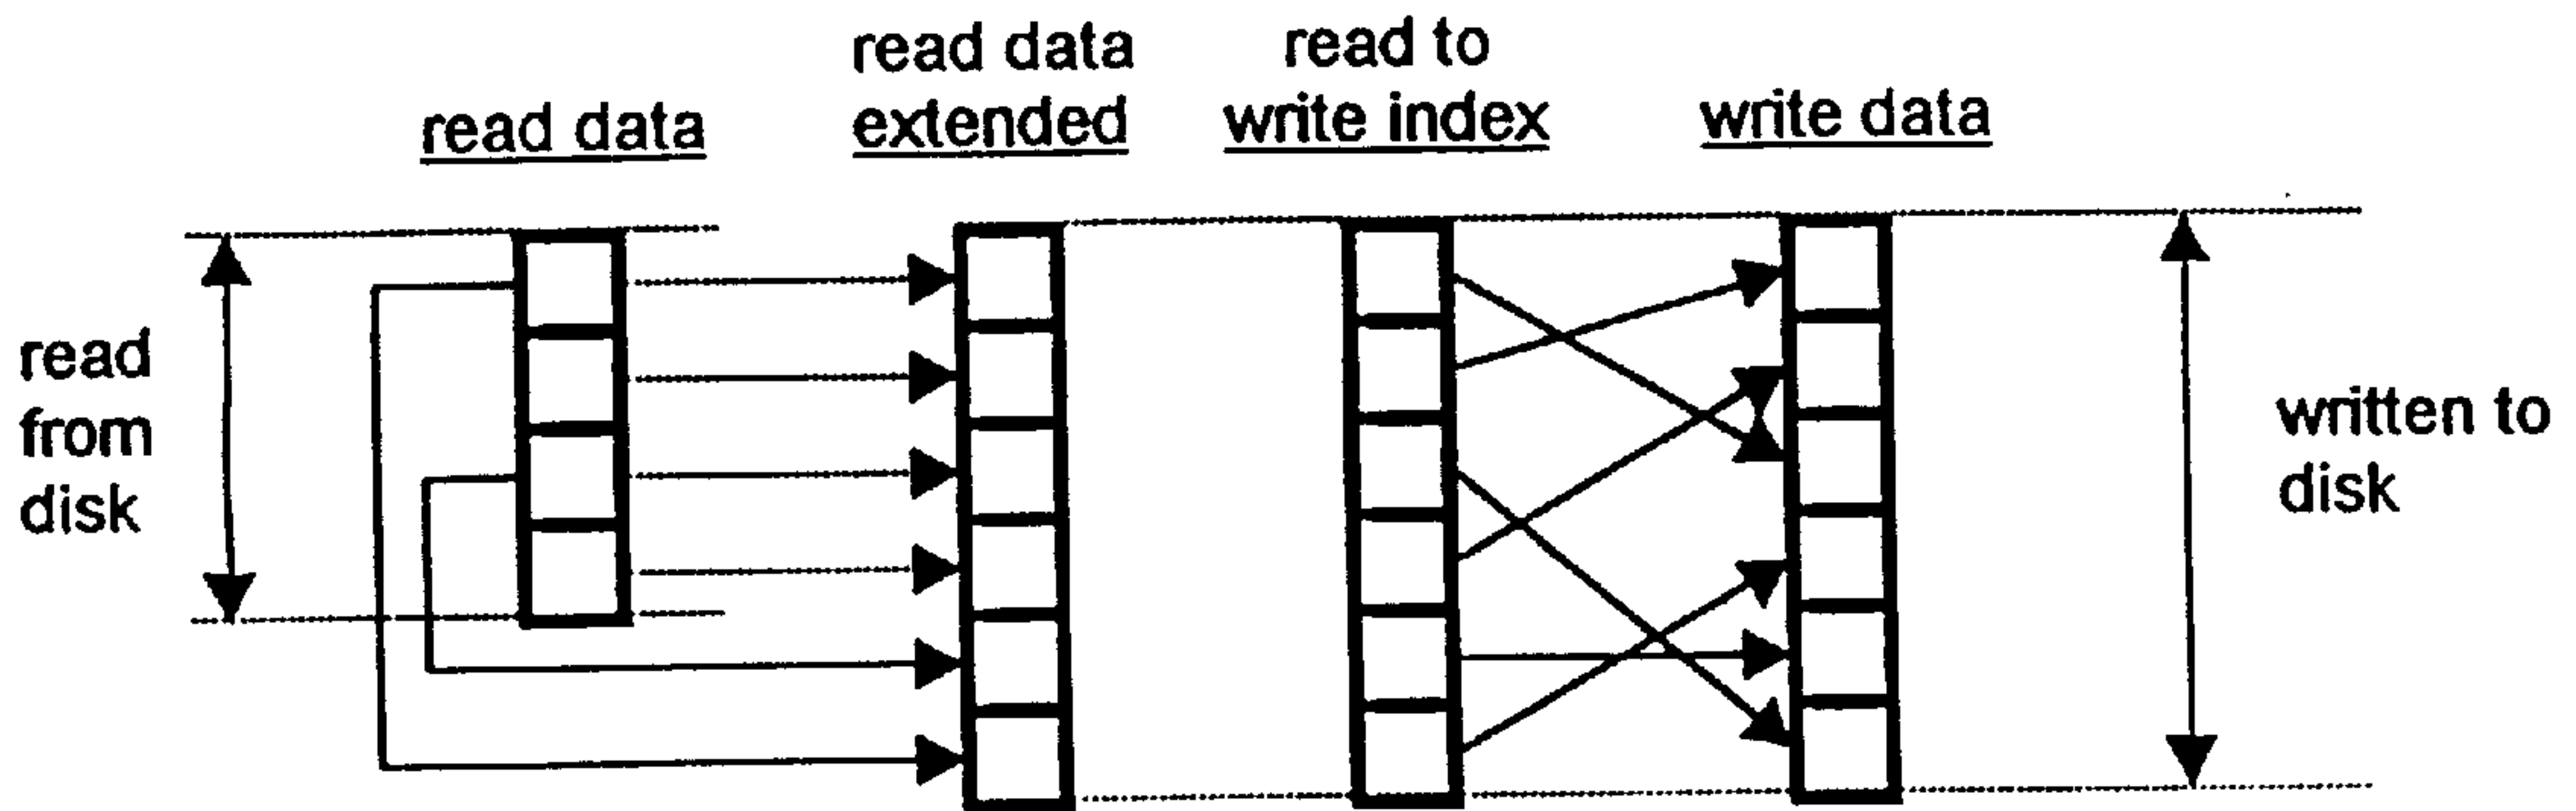 read data
read data
extended
read to
write index
write data
read
from
disk
written to
disk